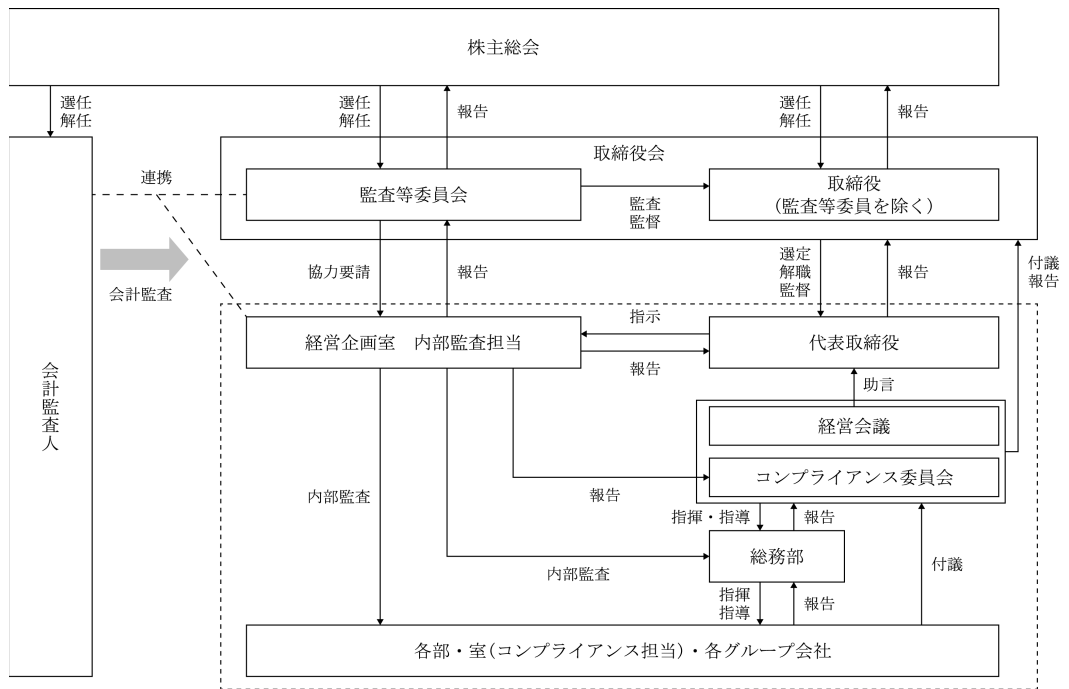 株主総会
選任
解任
選任
解任
報告
選任
解任
報告
取締役会
連携
監査等委員会
監査
監督
取締役
(監査等委員を除く)
会計監査
協力要請
報告
選定
解職
監督
報告
付議
報告
経営企画室　内部監査担当
指示
報告
代表取締役
助言
会計監査人
経営会議
コンプライアンス委員会
内部監査
報告
指揮・指導
報告
総務部
内部監査
付議
指揮
指導
報告
各部・室(コンプライアンス担当)・各グループ会社